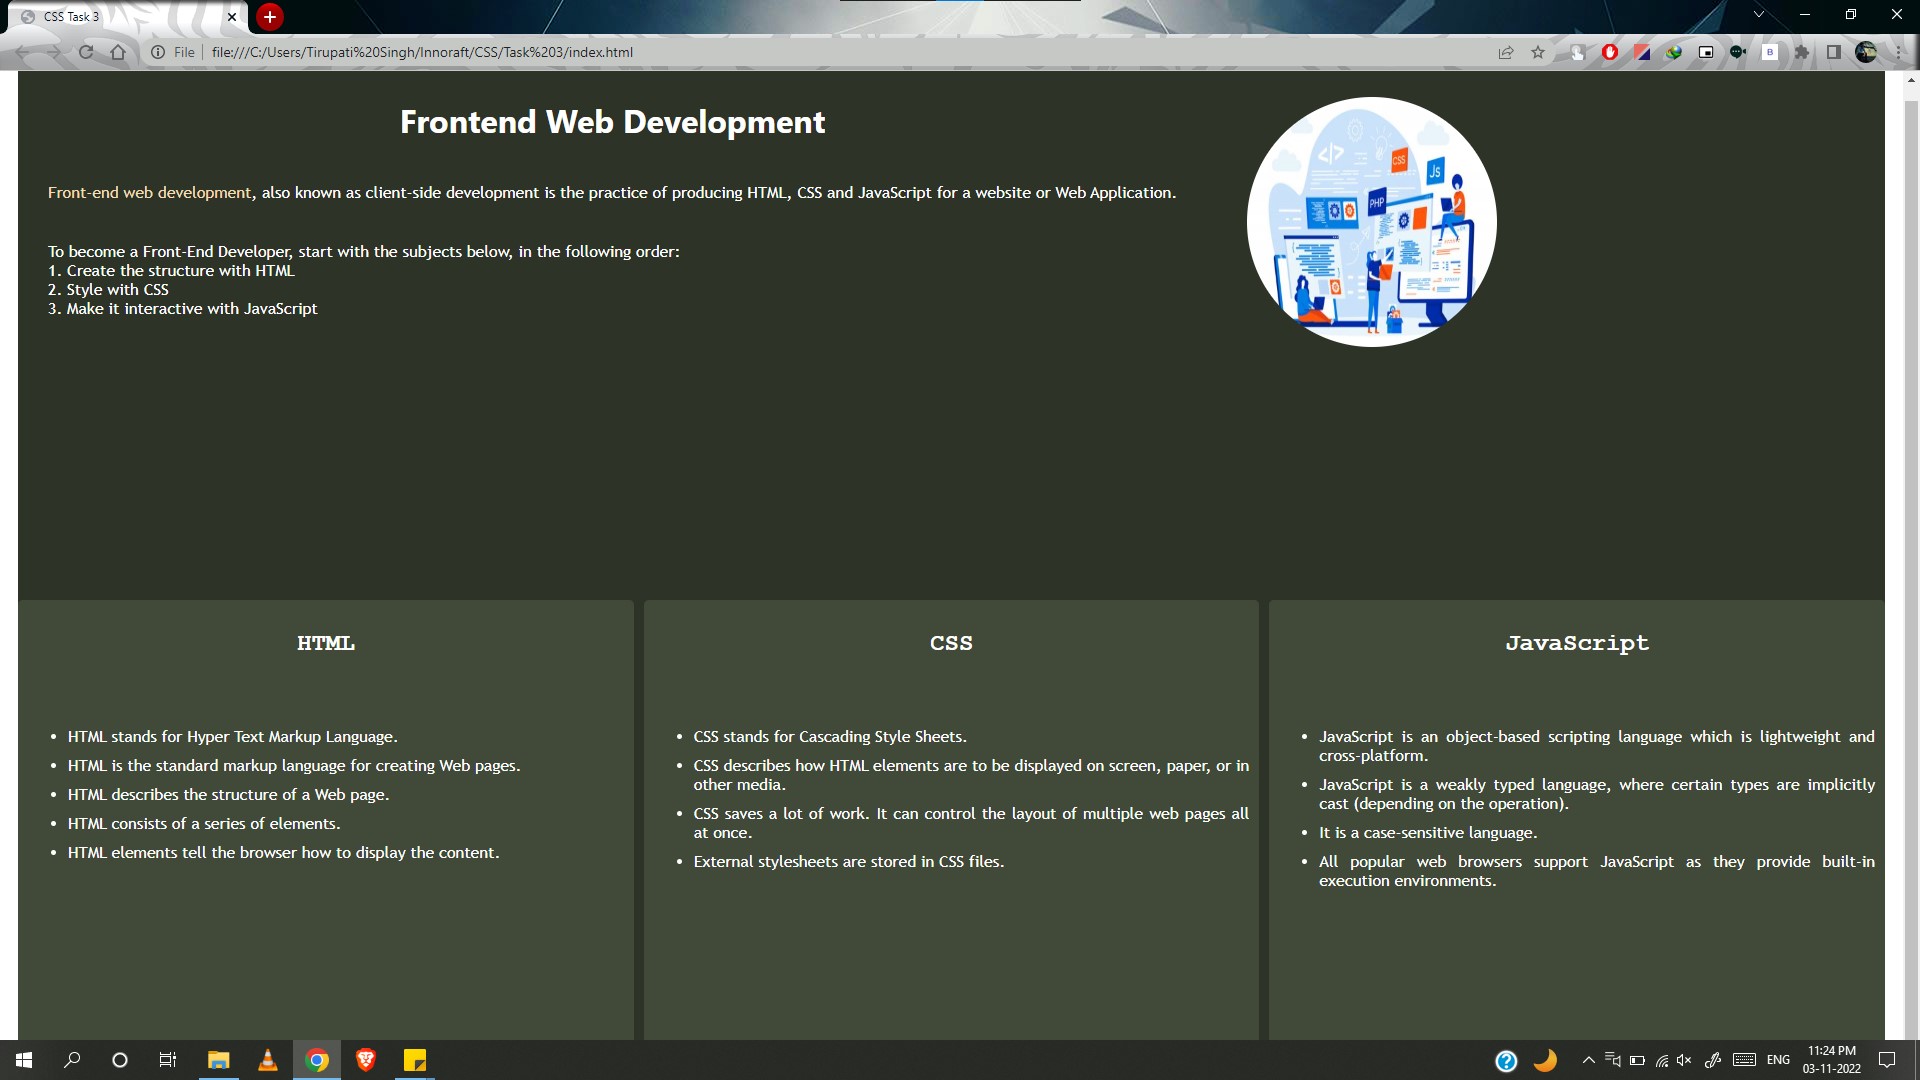 CSS Task 3
File
file:///C:/Users/Tirupati%20Singh/Innoraft/CSS/Task%203/index.html
B
Frontend Web Development
Front-end web development, also known as client-side development is the practice of producing HTML, CSS and JavaScript for a website or Web Application.
To become a Front-End Developer, start with the subjects below, in the following order:
1. Create the structure with HTML
2. Style with CSS
3. Make it interactive with JavaScript
</>
CSS
Js
PHP
HTML
• HTML stands for Hyper Text Markup Language.
• HTML is the standard markup language for creating Web pages.
• HTML describes the structure of a Web page.
• HTML consists of a series of elements.
• HTML elements tell the browser how to display the content.
CSS
• CSS stands for Cascading Style Sheets.
• CSS describes how HTML elements are to be displayed on screen, paper, or in
other media.
• CSS saves a lot of work. It can control the layout of multiple web pages all
at once.
• External stylesheets are stored in CSS files.
JavaScript
• JavaScript is an object-based scripting language which is lightweight and
cross-platform.
• JavaScript is a weakly typed language, where certain types are implicitly
cast (depending on the operation).
• It is a case-sensitive language.
• All popular web browsers support JavaScript as they provide built-in
execution environments.
ENG
11:24 PM
03-11-2022